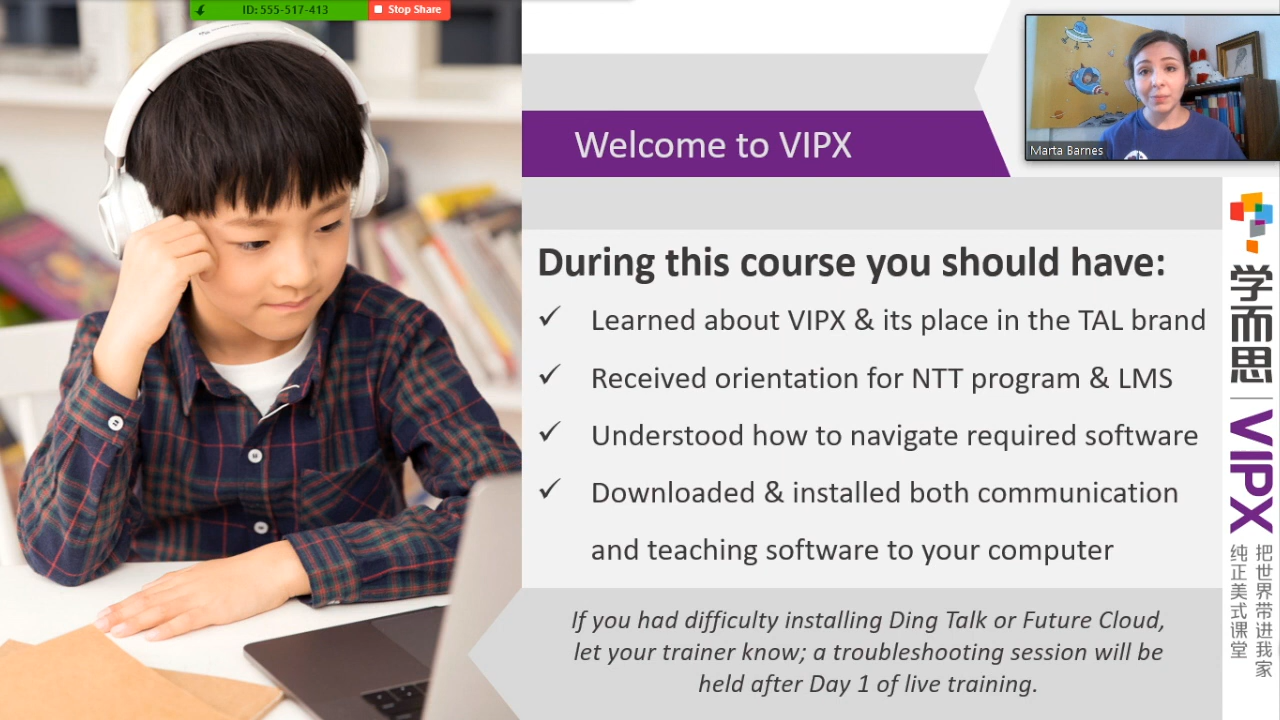 ID: 555-517-413
Stop Share
Marta Barnes
Welcome to VIPX
During this course you should have:
✓ Learned about VIPX & its place in the TAL brand
✓ Received orientation for NTT program & LMS
✓ Understood how to navigate required software
✓ Downloaded & installed both communication
and teaching software to your computer
If you had difficulty installing Ding Talk or Future Cloud,
let your trainer know; a troubleshooting session will be
held after Day 1 of live training.
学而思
VIPX
把世界带进我家
纯正美式课堂